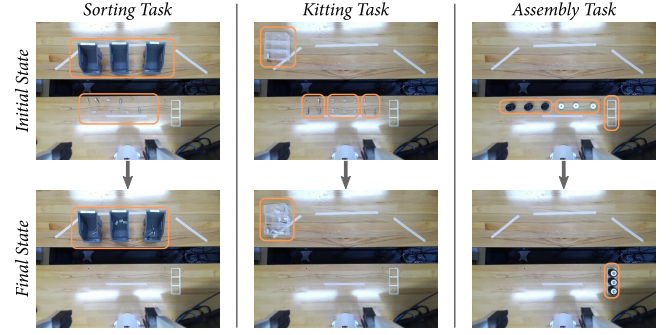 Sorting Task
Kitting Task
Assembly Task
Initial State
Final State